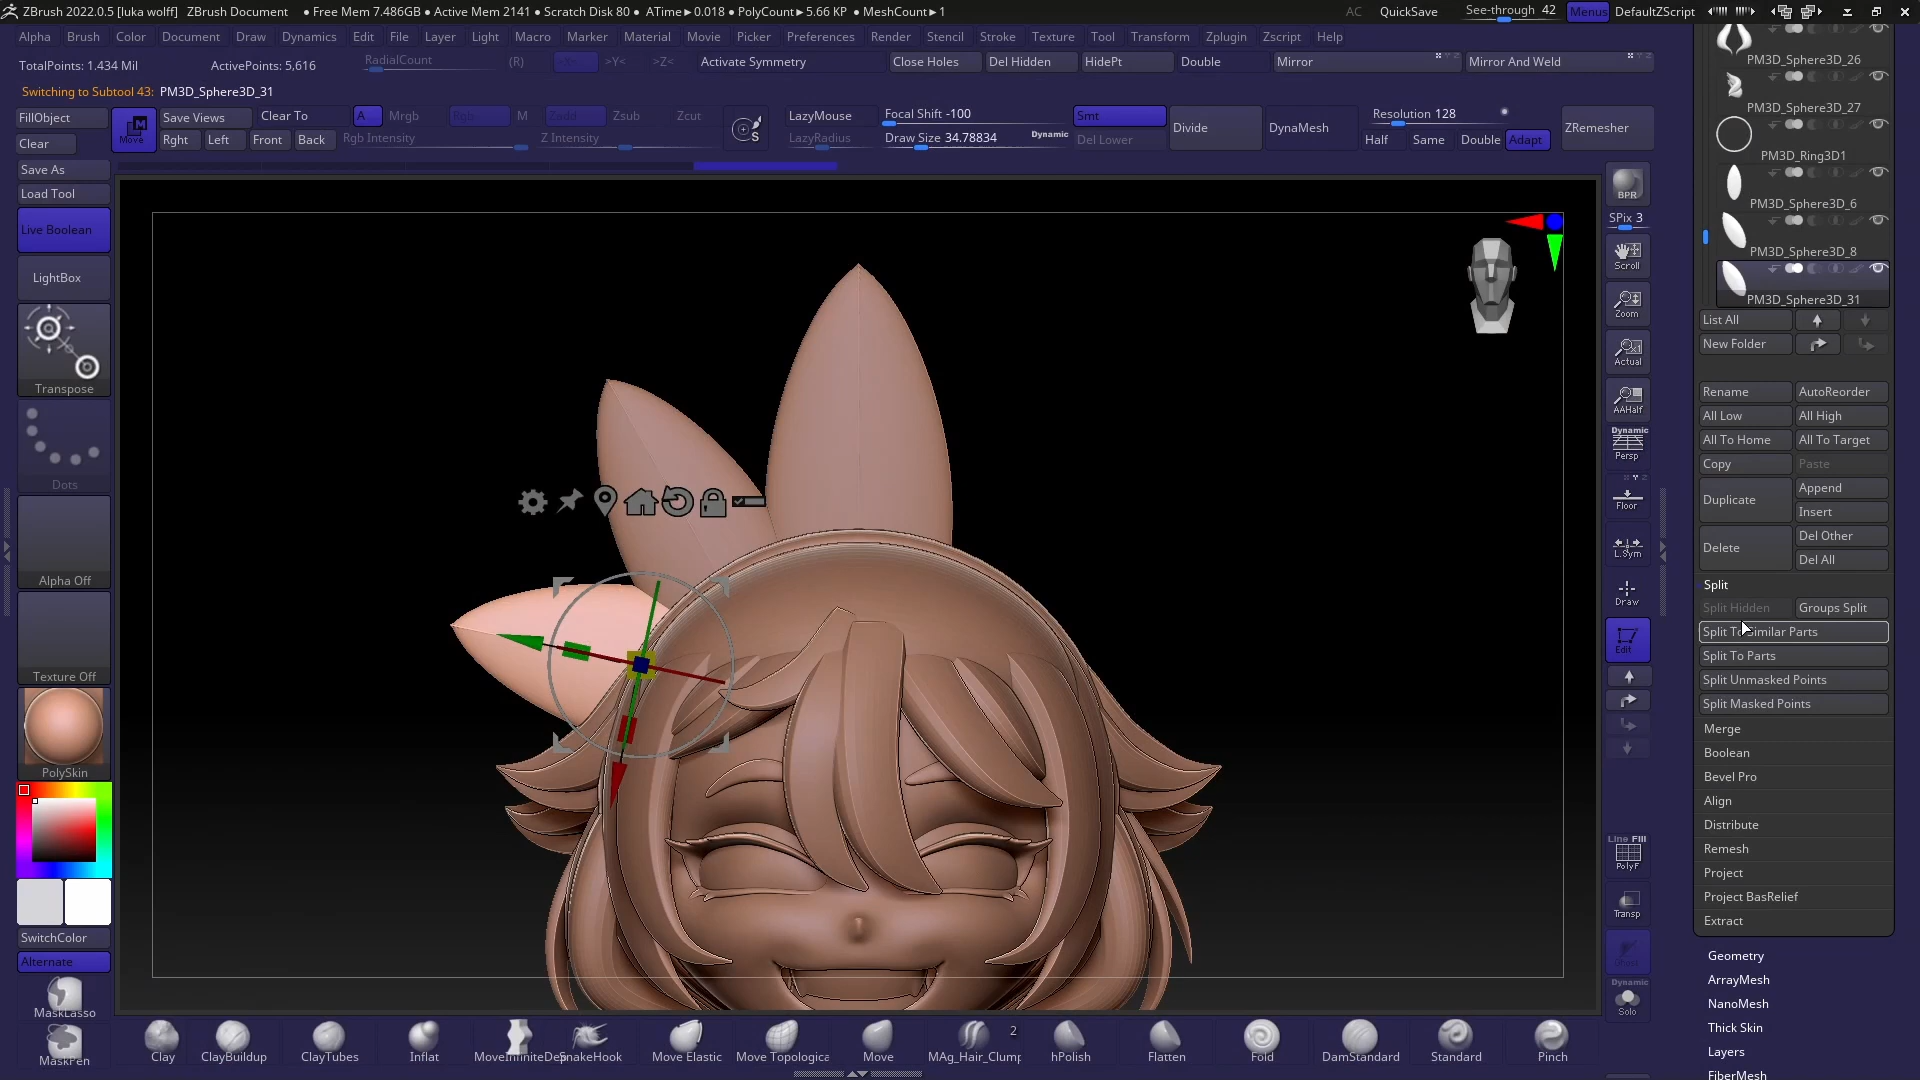 ZBrush 2022.0.5 [luka wolff] ZBrush Document • Free Mem 7.486GB • Active Mem 2141 • Scratch Disk 80 • ATime►0.018 • PolyCount►5.66 KP • MeshCount►1 AC QuickSave See-through 42 Menus DefaultZScript
Alpha Brush Color Document Draw Dynamics Edit File Layer Light Macro Marker Material Movie Picker Preferences Render Stencil Stroke Texture Tool Transform Zplugin Zscript Help
TotalPoints: 1.434 Mil ActivePoints: 5,616 RadialCount (R) >X< >Y< >Z< Activate Symmetry Close Holes Del Hidden HidePt Double Mirror Mirror And Weld
Switching to Subtool 43: PM3D_Sphere3D_31
FillObject Move Save Views Clear To A Mrgb Rgb M Zadd Zsub Zcut LazyMouse Focal Shift -100 Smt Divide DynaMesh Resolution 128 ZRemesher
Clear Rght Left Front Back Rgb Intensity Z Intensity LazyRadius Draw Size 34.78834 Dynamic Del Lower Half Same Double Adapt
Save As
Load Tool
Live Boolean
LightBox
Transpose
Dots
Alpha Off
Texture Off
PolySkin
SwitchColor
Alternate
MaskLasso
MaskPen
BPR
SPix 3
Scroll
Zoom
Actual
AAHalf
Dynamic
Persp
Floor
L.Sym
Draw
Edit
Line Fill
PolyF
Transp
Ghost
Dynamic
Solo
PM3D_Sphere3D_26
PM3D_Sphere3D_27
PM3D_Ring3D1
PM3D_Sphere3D_6
PM3D_Sphere3D_8
PM3D_Sphere3D_31
List All
New Folder
Rename AutoReorder
All Low All High
All To Home All To Target
Copy Paste
Duplicate Append
Insert
Delete Del Other
Del All
Split
Split Hidden Groups Split
Split To Similar Parts
Split To Parts
Split Unmasked Points
Split Masked Points
Merge
Boolean
Bevel Pro
Align
Distribute
Remesh
Project
Project BasRelief
Extract
Geometry
ArrayMesh
NanoMesh
Thick Skin
Layers
FiberMesh
2
Clay ClayBuildup ClayTubes Inflat SnakeHook Move Elastic Move Topologica Move MAg_Hair_Clump hPolish Flatten Fold DamStandard Standard Pinch